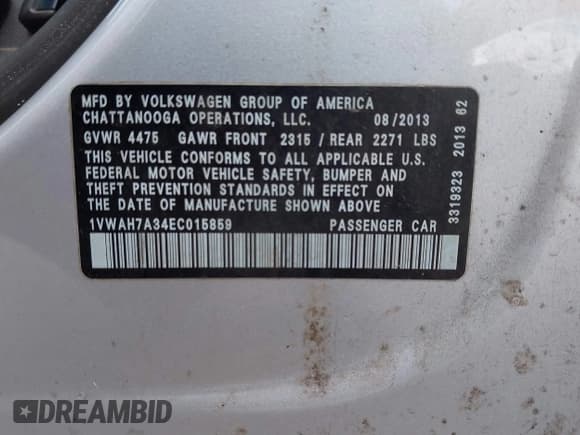 MFD BY VOLKSWAGEN GROUP OF AMERICA
CHATTANOOGA OPERATIONS, LLC. 08/2013
GVWR 4475 GAWR FRONT 2315 / REAR 2271 LBS
THIS VEHICLE CONFORMS TO ALL APPLICABLE U.S.
FEDERAL MOTOR VEHICLE SAFETY, BUMPER AND
THEFT PREVENTION STANDARDS IN EFFECT ON
THE DATE OF MANUFACTURE SHOWN ABOVE
1VWAH7A34EC015859 PASSENGER CAR
3319323 2013 62
DREAMBID